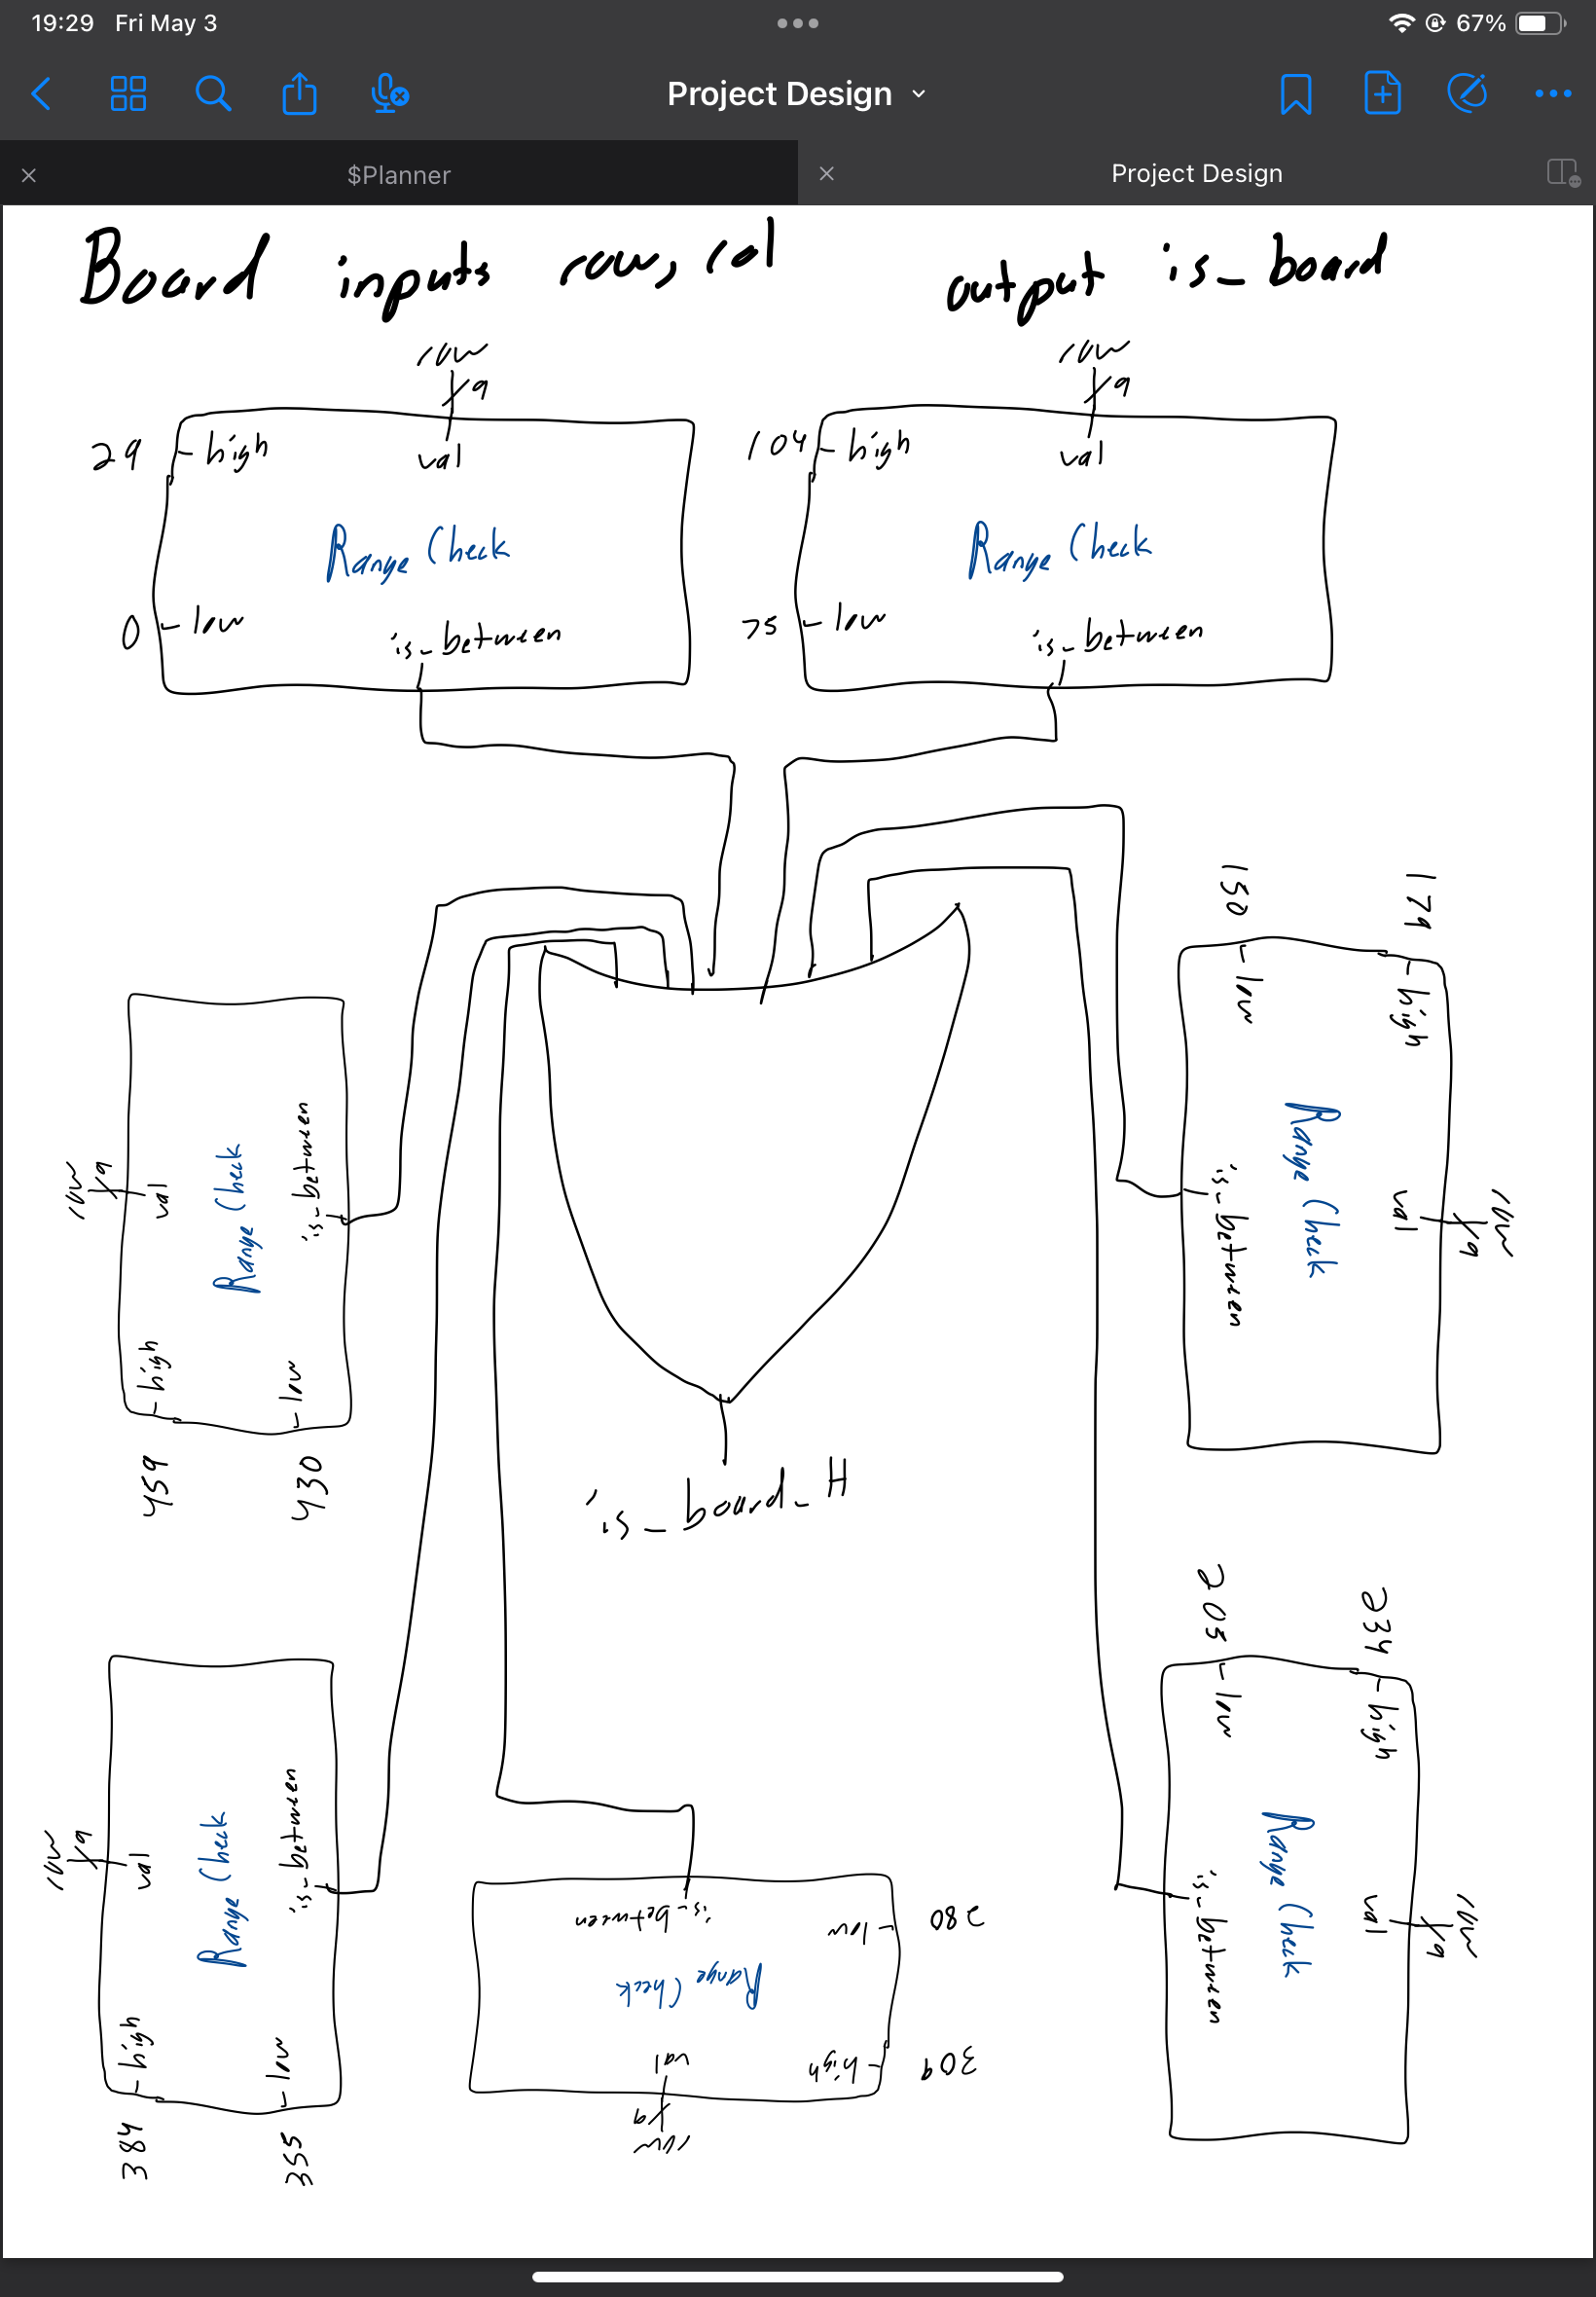 19:29 Fri May 3
67%
Project Design
$Planner
Project Design
Board inputs row, col output is_board
row
9
29 high val
Range Check
0 low is_between
row
9
104 high val
Range Check
75 low is_between
150 179
low high
Range Check
is_between val
9 row
is_between
Range Check
row 9 val
high low
459 430
is_board_H
205 234
low high
Range Check
is_between val
9 row
is_between
Range Check
row 9 val
high low
384 355
is_between low 280
Range Check
val high 309
9
row